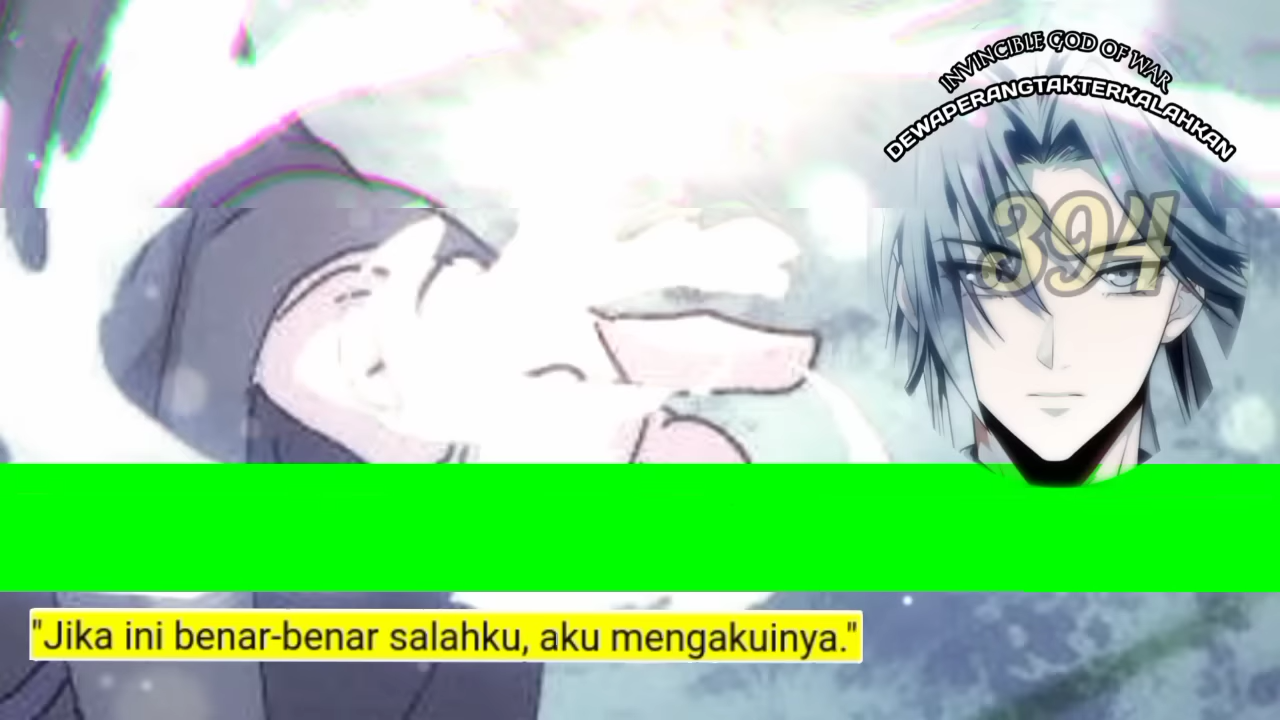 INVINCIBLE GOD OF WAR
DEWAPERANGTAKTERKALAHKAN
394
"Jika ini benar-benar salahku, aku mengakuinya."